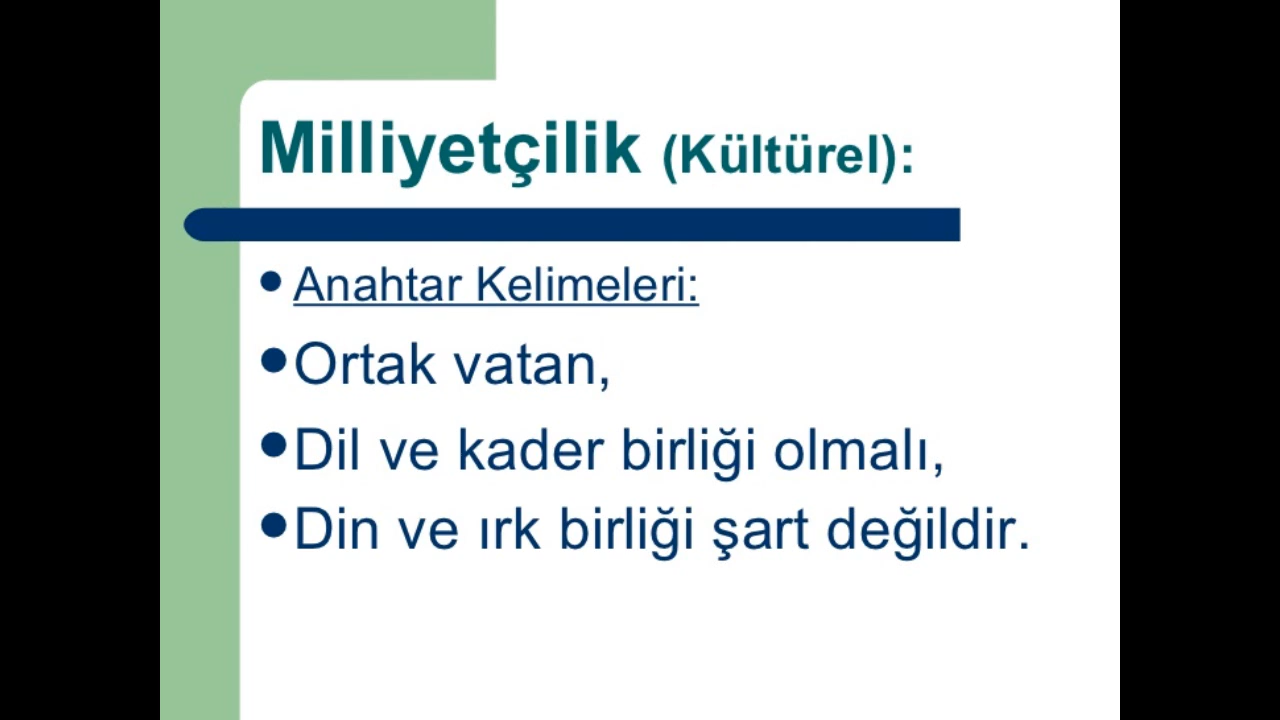 Milliyetçilik (Kültürel):
Anahtar Kelimeleri:
Ortak vatan,
Dil ve kader birliği olmalı,
Din ve ırk birliği şart değildir.